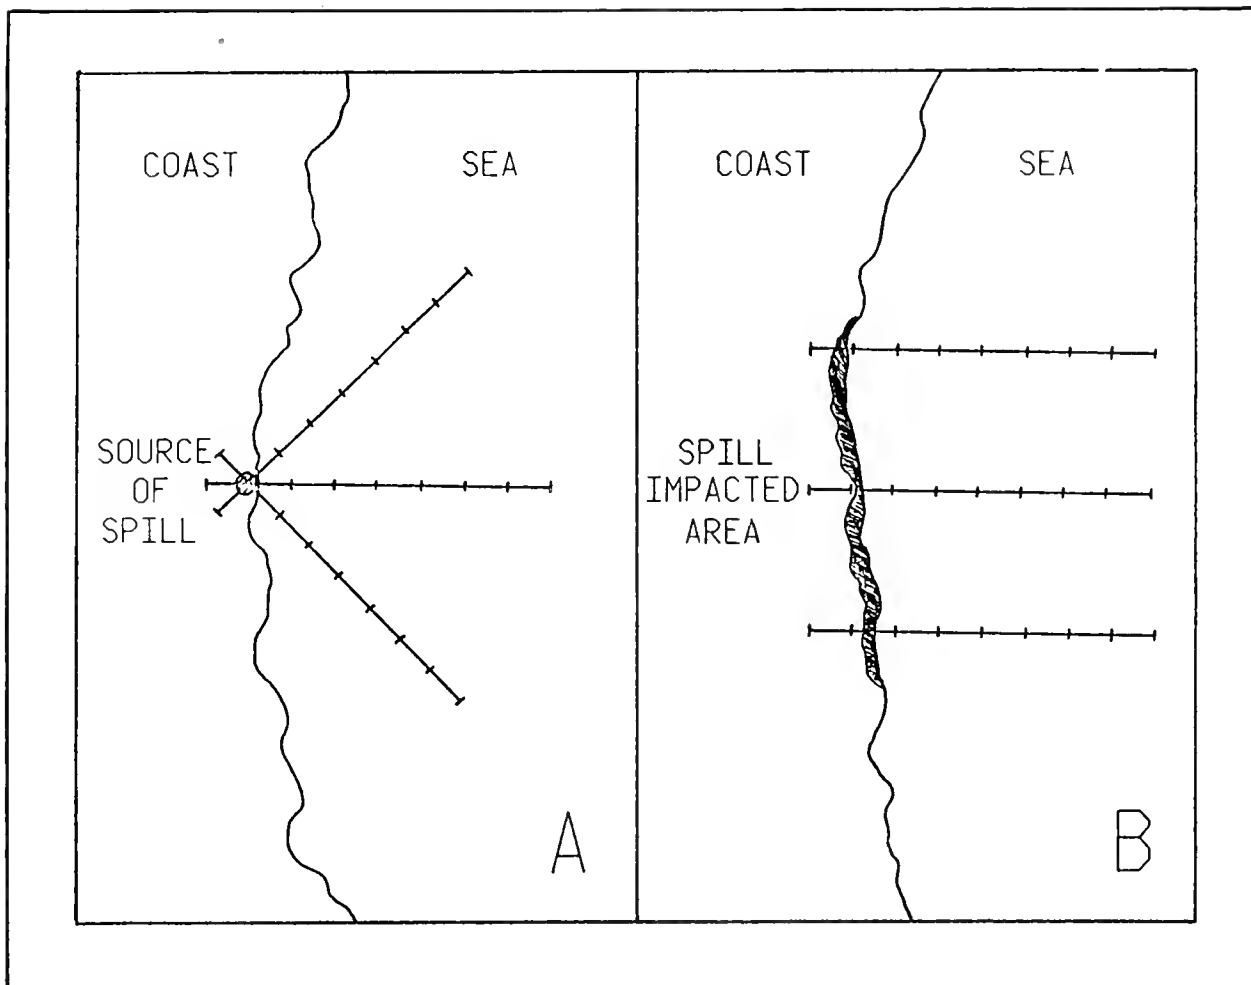 COAST
SEA
SOURCE
OF
SPILL
A
COAST
SEA
SPILL
IMPACTED
AREA
B